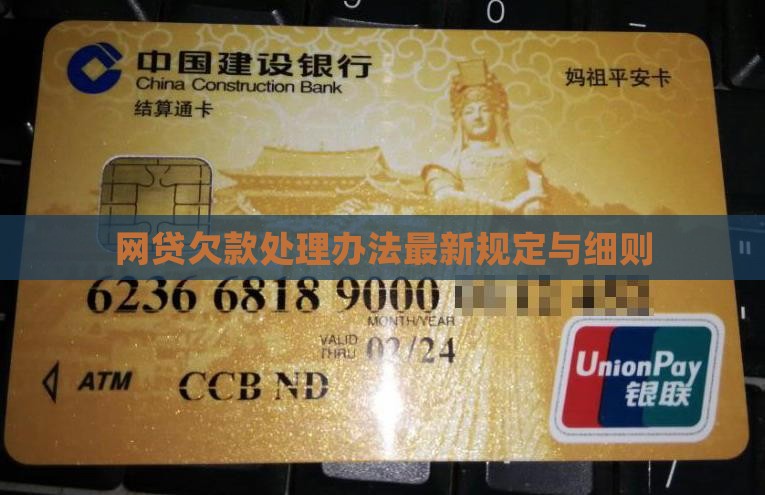 9
0
中国建设银行
China Construction Bank
妈祖平安卡
结算通卡
网贷欠款处理办法最新规定与细则
6236 6818 9000
MONTH/YEAR
VALID THRU 02/24
ATM CCB ND
UnionPay
银联